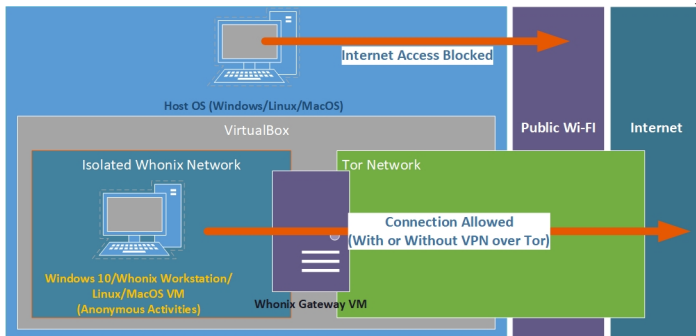 Internet Access Blocked
Host OS (Windows/Linux/MacOS)
VirtualBox
Public Wi-FI
Internet
Isolated Whonix Network
Tor Network
Connection Allowed
(With or Without VPN over Tor)
Windows 10/Whonix Workstation/
Linux/MacOS VM
(Anonymous Activities)
Whonix Gateway VM